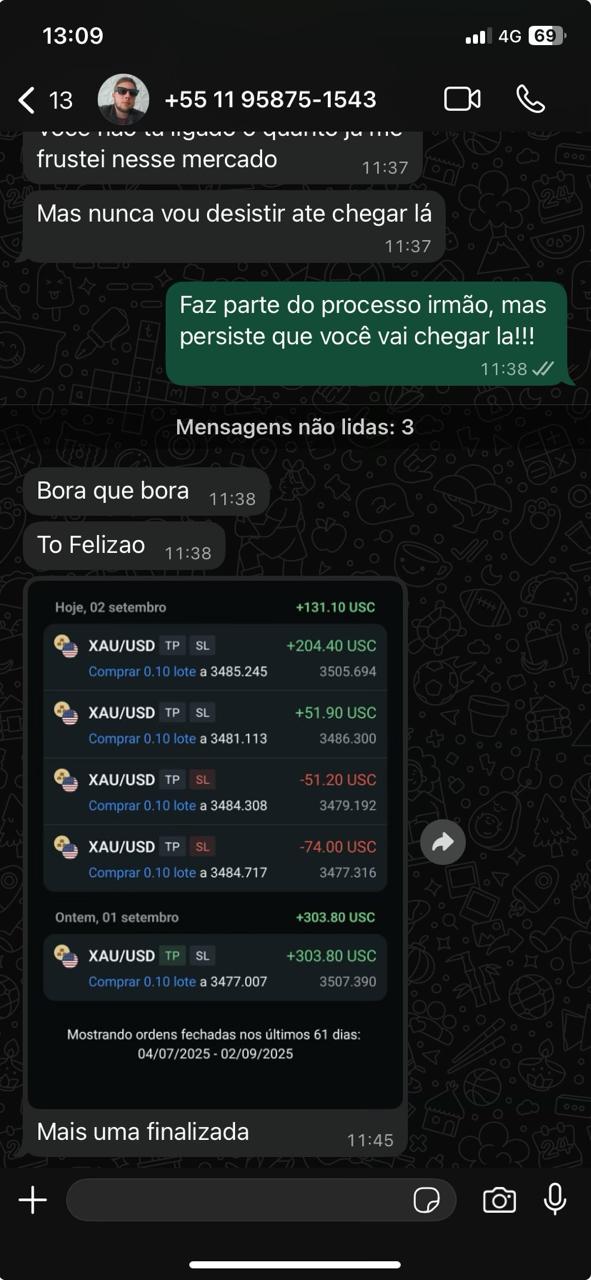 13:09
4G 69
13 +55 11 95875-1543
Você não tá ligado o quanto já me
frustei nesse mercado 11:37
Mas nunca vou desistir ate chegar lá
11:37
Faz parte do processo irmão, mas
persiste que você vai chegar la!!!
11:38
Mensagens não lidas: 3
Bora que bora 11:38
To Felizao 11:38
Hoje, 02 setembro +131.10 USC
XAU/USD TP SL +204.40 USC
Comprar 0.10 lote a 3485.245 3505.694
XAU/USD TP SL +51.90 USC
Comprar 0.10 lote a 3481.113 3486.300
XAU/USD TP SL -51.20 USC
Comprar 0.10 lote a 3484.308 3479.192
XAU/USD TP SL -74.00 USC
Comprar 0.10 lote a 3484.717 3477.316
Ontem, 01 setembro +303.80 USC
XAU/USD TP SL +303.80 USC
Comprar 0.10 lote a 3477.007 3507.390
Mostrando ordens fechadas nos últimos 61 dias:
04/07/2025 - 02/09/2025
Mais uma finalizada 11:45